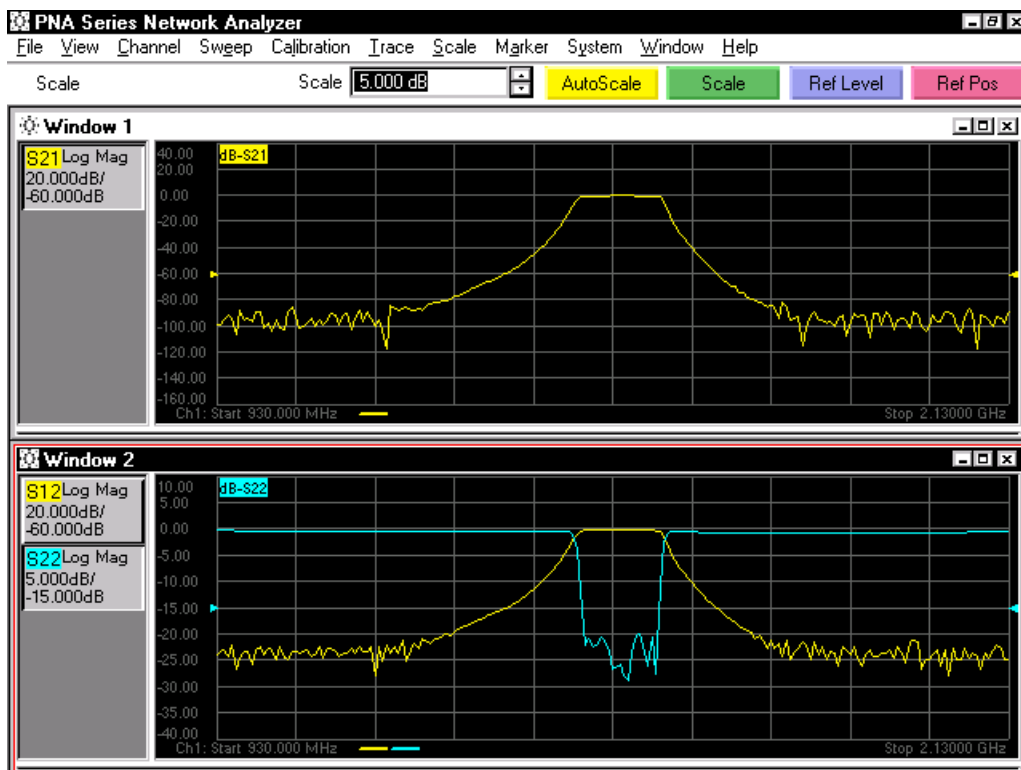 PNA Series Network Analyzer
File View Channel Sweep Calibration Trace Scale Marker System Window Help
Scale Scale 5.000 dB AutoScale Scale Ref Level Ref Pos
Window 1
S21 Log Mag
20.000dB/
-60.000dB
dB-S21
40.00
20.00
0.00
-20.00
-40.00
-60.00
-80.00
-100.00
-120.00
-140.00
-160.00
Ch1: Start 930.000 MHz Stop 2.13000 GHz
Window 2
S12 Log Mag
20.000dB/
-60.000dB
S22 Log Mag
5.000dB/
-15.000dB
dB-S22
10.00
5.00
0.00
-5.00
-10.00
-15.00
-20.00
-25.00
-30.00
-35.00
-40.00
Ch1: Start 930.000 MHz Stop 2.13000 GHz